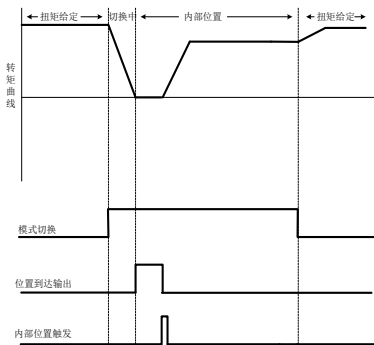 扭矩给定
切换中
内部位置
扭矩给定
转矩曲线
模式切换
位置到达输出
内部位置触发